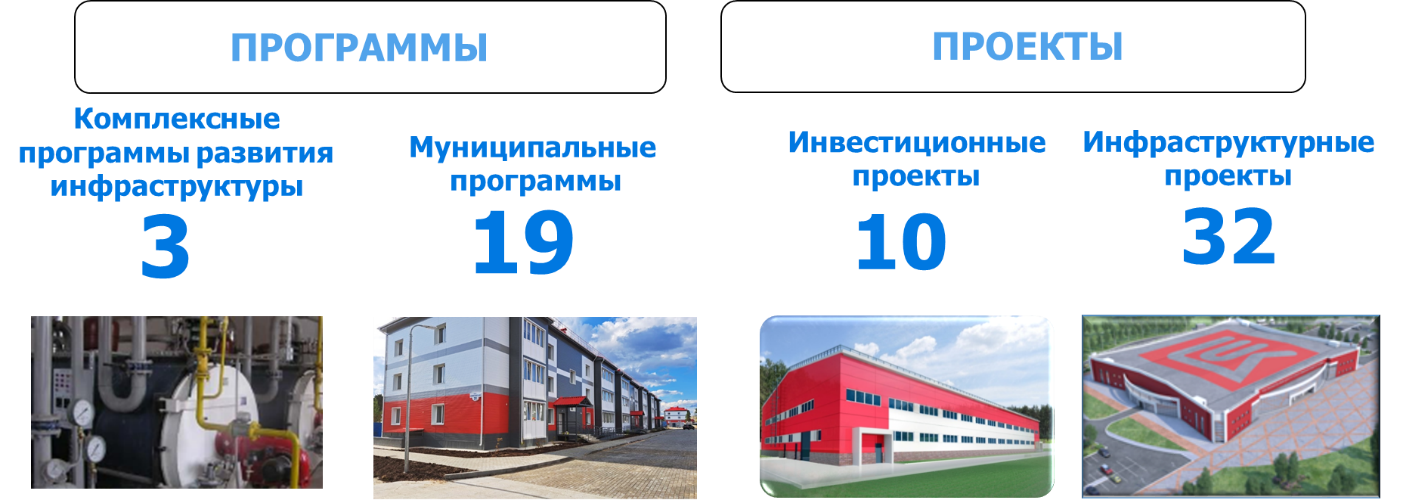 ПРОГРАММЫ
ПРОЕКТЫ
Комплексные
программы развития
инфраструктуры
3
Муниципальные
программы
19
Инвестиционные
проекты
10
Инфраструктурные
проекты
32